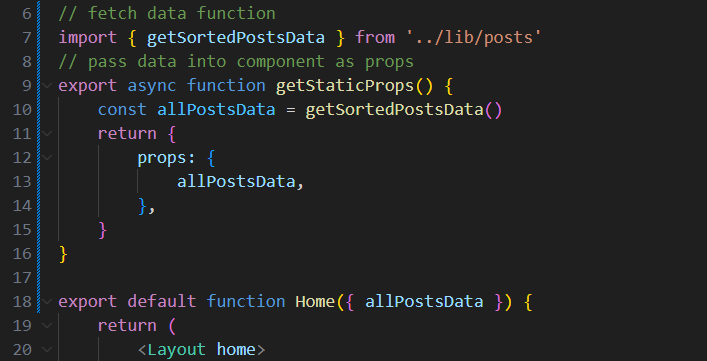 6 // fetch data function
7 import { getSortedPostsData } from '../lib/posts'
8 // pass data into component as props
9 export async function getStaticProps() {
10     const allPostsData = getSortedPostsData()
11     return {
12         props: {
13             allPostsData,
14         },
15     }
16 }
17
18 export default function Home({ allPostsData }) {
19     return (
20         <Layout home>